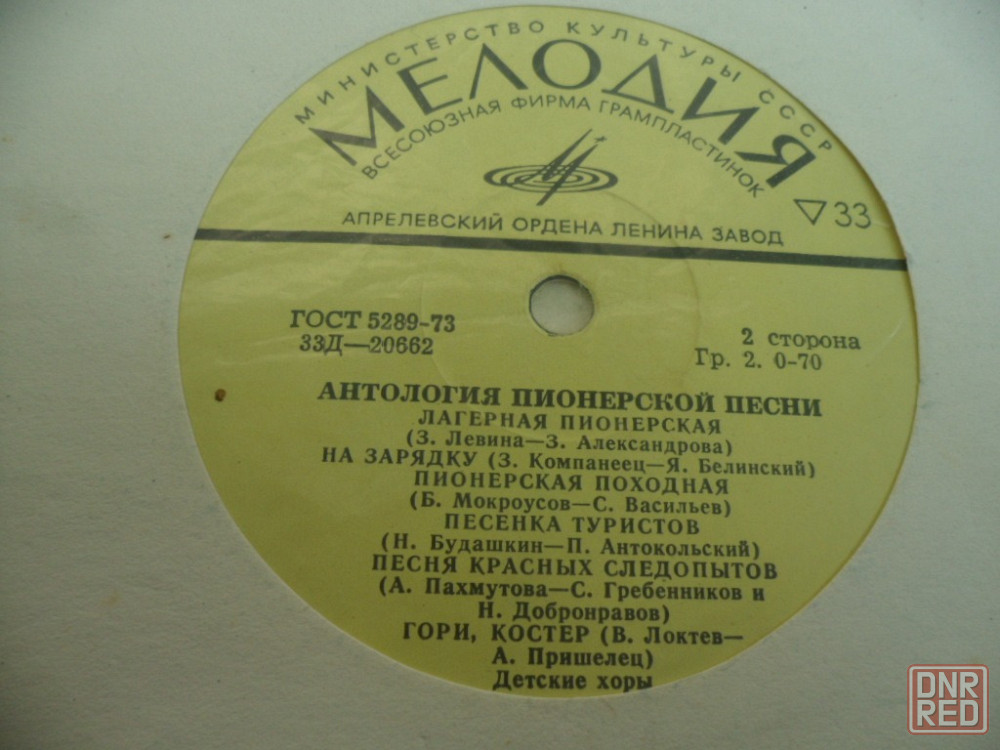 МИНИСТЕРСТВО КУЛЬТУРЫ СССР
МЕЛОДИЯ
ВСЕСОЮЗНАЯ ФИРМА ГРАМПЛАСТИНОК
33
АПРЕЛЕВСКИЙ ОРДЕНА ЛЕНИНА ЗАВОД
ГОСТ 5289-73
33Д—20662
2 сторона
Гр. 2. 0-70
АНТОЛОГИЯ ПИОНЕРСКОЙ ПЕСНИ
ЛАГЕРНАЯ ПИОНЕРСКАЯ
(З. Левина—З. Александрова)
НА ЗАРЯДКУ (З. Компанеец—Я. Белинский)
ПИОНЕРСКАЯ ПОХОДНАЯ
(Б. Мокроусов—С. Васильев)
ПЕСЕНКА ТУРИСТОВ
(Н. Будашкин—П. Антокольский)
ПЕСНЯ КРАСНЫХ СЛЕДОПЫТОВ
(А. Пахмутова—С. Гребенников и
Н. Добронравов)
ГОРИ, КОСТЕР (В. Локтев—
А. Пришелец)
Детские хоры
DNR
RED